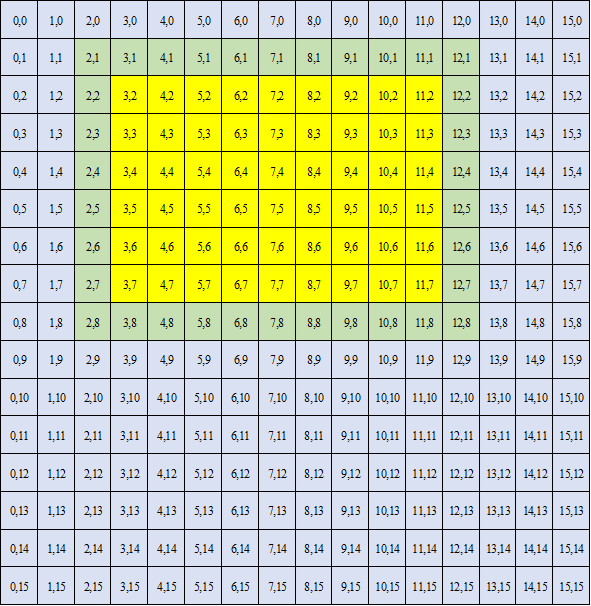 0,0 1,0 2,0 3,0 4,0 5,0 6,0 7,0 8,0 9,0 10,0 11,0 12,0 13,0 14,0 15,0
0,1 1,1 2,1 3,1 4,1 5,1 6,1 7,1 8,1 9,1 10,1 11,1 12,1 13,1 14,1 15,1
0,2 1,2 2,2 3,2 4,2 5,2 6,2 7,2 8,2 9,2 10,2 11,2 12,2 13,2 14,2 15,2
0,3 1,3 2,3 3,3 4,3 5,3 6,3 7,3 8,3 9,3 10,3 11,3 12,3 13,3 14,3 15,3
0,4 1,4 2,4 3,4 4,4 5,4 6,4 7,4 8,4 9,4 10,4 11,4 12,4 13,4 14,4 15,4
0,5 1,5 2,5 3,5 4,5 5,5 6,5 7,5 8,5 9,5 10,5 11,5 12,5 13,5 14,5 15,5
0,6 1,6 2,6 3,6 4,6 5,6 6,6 7,6 8,6 9,6 10,6 11,6 12,6 13,6 14,6 15,6
0,7 1,7 2,7 3,7 4,7 5,7 6,7 7,7 8,7 9,7 10,7 11,7 12,7 13,7 14,7 15,7
0,8 1,8 2,8 3,8 4,8 5,8 6,8 7,8 8,8 9,8 10,8 11,8 12,8 13,8 14,8 15,8
0,9 1,9 2,9 3,9 4,9 5,9 6,9 7,9 8,9 9,9 10,9 11,9 12,9 13,9 14,9 15,9
0,10 1,10 2,10 3,10 4,10 5,10 6,10 7,10 8,10 9,10 10,10 11,10 12,10 13,10 14,10 15,10
0,11 1,11 2,11 3,11 4,11 5,11 6,11 7,11 8,11 9,11 10,11 11,11 12,11 13,11 14,11 15,11
0,12 1,12 2,12 3,12 4,12 5,12 6,12 7,12 8,12 9,12 10,12 11,12 12,12 13,12 14,12 15,12
0,13 1,13 2,13 3,13 4,13 5,13 6,13 7,13 8,13 9,13 10,13 11,13 12,13 13,13 14,13 15,13
0,14 1,14 2,14 3,14 4,14 5,14 6,14 7,14 8,14 9,14 10,14 11,14 12,14 13,14 14,14 15,14
0,15 1,15 2,15 3,15 4,15 5,15 6,15 7,15 8,15 9,15 10,15 11,15 12,15 13,15 14,15 15,15